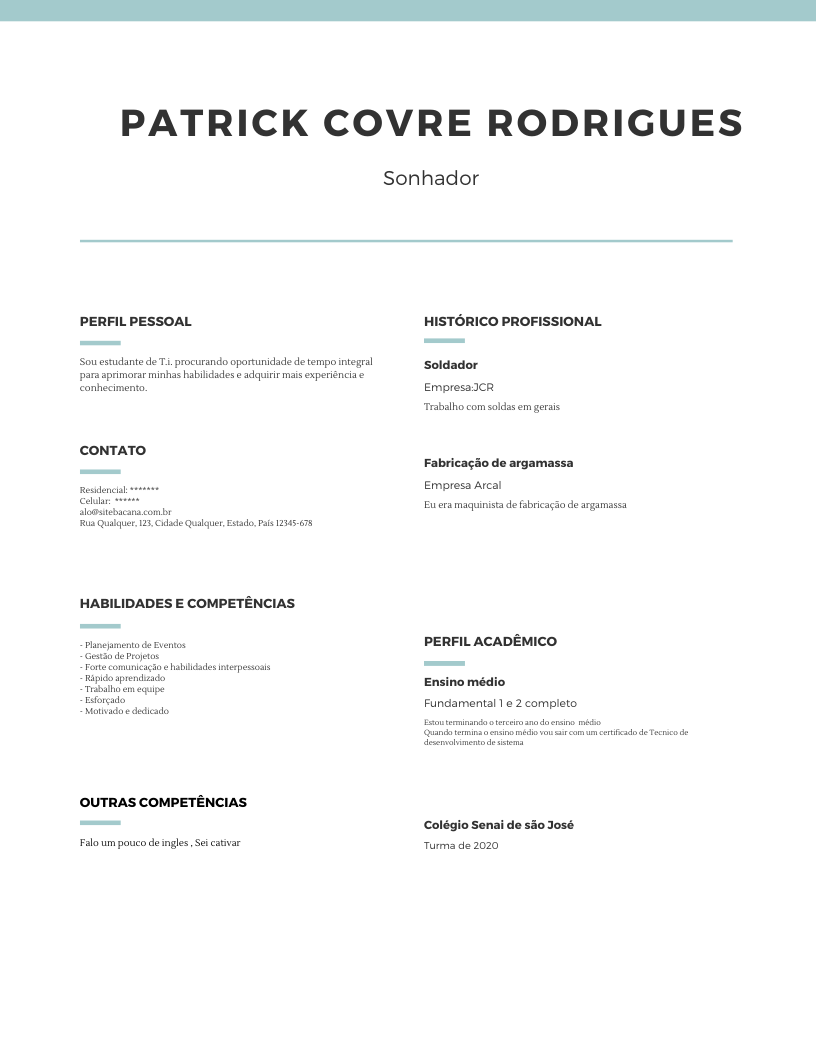 PATRICK COVRE RODRIGUES
Sonhador
PERFIL PESSOAL
Sou estudante de T.i. procurando oportunidade de tempo integral
para aprimorar minhas habilidades e adquirir mais experiência e
conhecimento.
CONTATO
Residencial: *******
Celular:  ******
alo@sitebacana.com.br
Rua Qualquer, 123, Cidade Qualquer, Estado, País 12345-678
HABILIDADES E COMPETÊNCIAS
- Planejamento de Eventos
- Gestão de Projetos
- Forte comunicação e habilidades interpessoais
- Rápido aprendizado
- Trabalho em equipe
- Esforçado
- Motivado e dedicado
OUTRAS COMPETÊNCIAS
Falo um pouco de ingles , Sei cativar
HISTÓRICO PROFISSIONAL
Soldador
Empresa:JCR
Trabalho com soldas em gerais
Fabricação de argamassa
Empresa Arcal
Eu era maquinista de fabricação de argamassa
PERFIL ACADÊMICO
Ensino médio
Fundamental 1 e 2 completo
Estou terminando o terceiro ano do ensino  médio
Quando termina o ensino médio vou sair com um certificado de Tecnico de
desenvolvimento de sistema
Colégio Senai de são José
Turma de 2020